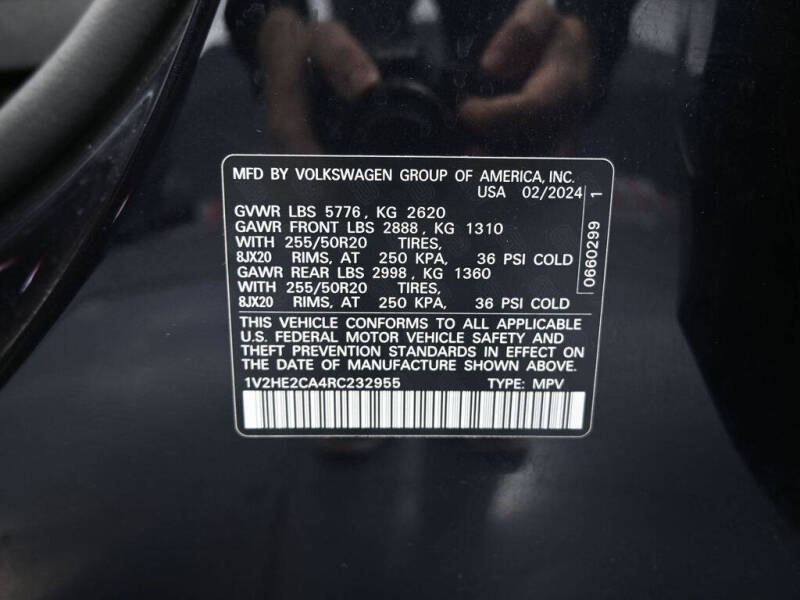 MFD BY VOLKSWAGEN GROUP OF AMERICA, INC.
USA 02/2024
GVWR LBS 5776, KG 2620
GAWR FRONT LBS 2888, KG 1310
WITH 255/50R20 TIRES,
8JX20 RIMS, AT 250 KPA, 36 PSI COLD
GAWR REAR LBS 2998, KG 1360
WITH 255/50R20 TIRES,
8JX20 RIMS, AT 250 KPA, 36 PSI COLD
THIS VEHICLE CONFORMS TO ALL APPLICABLE
U.S. FEDERAL MOTOR VEHICLE SAFETY AND
THEFT PREVENTION STANDARDS IN EFFECT ON
THE DATE OF MANUFACTURE SHOWN ABOVE.
1V2HE2CA4RC232955 TYPE: MPV
0660299 1